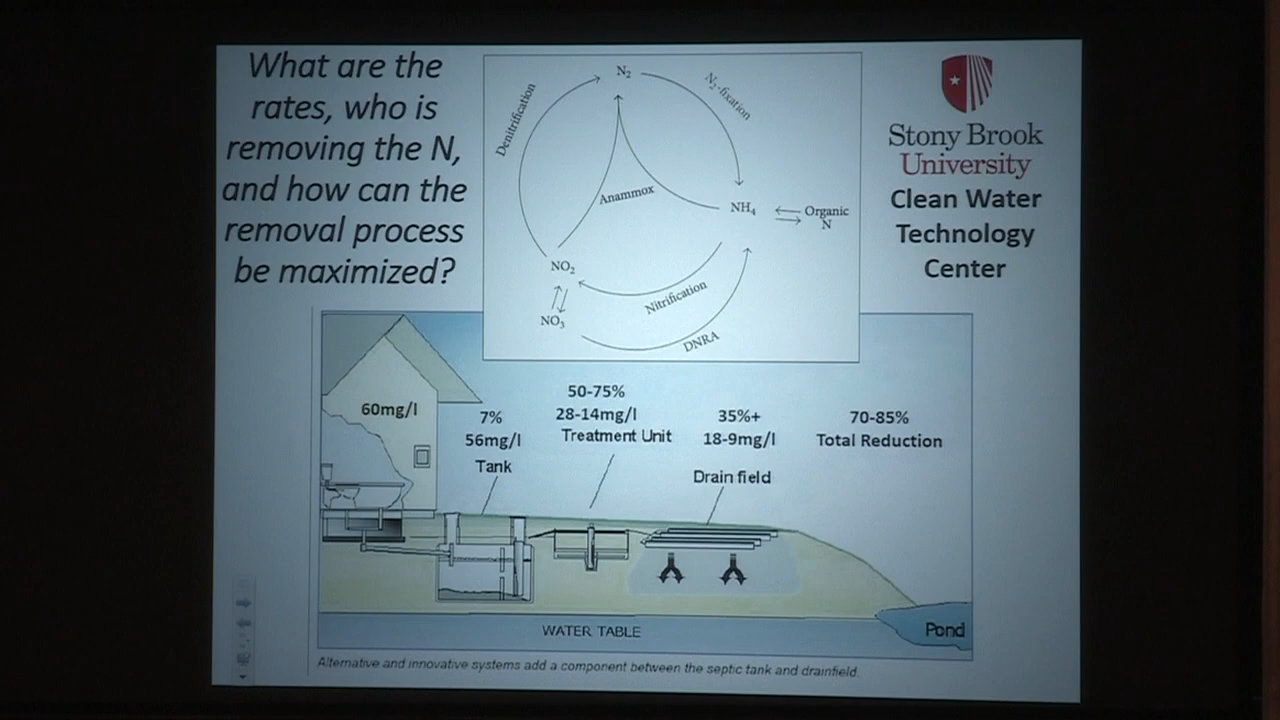 What are the
rates, who is
removing the N,
and how can the
removal process
be maximized?
N₂
Denitrification
N₂-fixation
Anammox
NH₄
Organic
N
NO₂
NO₃
Nitrification
DNRA
Stony Brook
University
Clean Water
Technology
Center
60mg/l
7%
56mg/l
Tank
50-75%
28-14mg/l
Treatment Unit
35%+
18-9mg/l
Drain field
70-85%
Total Reduction
WATER TABLE
Pond
Alternative and innovative systems add a component between the septic tank and drainfield.